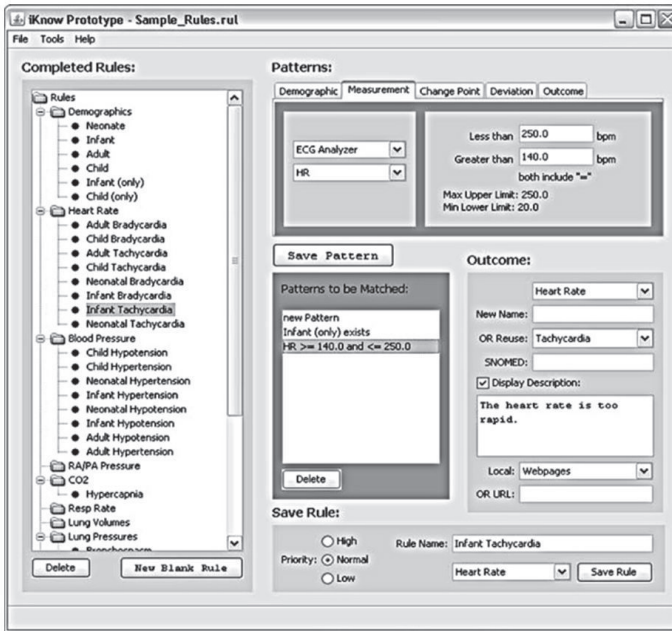 iKnow Prototype - Sample_Rules.rul
File Tools Help
Completed Rules:
Rules
Demographics
Neonate
Infant
Adult
Child
Infant (only)
Child (only)
Heart Rate
Adult Bradycardia
Child Bradycardia
Adult Tachycardia
Child Tachycardia
Neonatal Bradycardia
Infant Bradycardia
Infant Tachycardia
Neonatal Tachycardia
Blood Pressure
Child Hypotension
Child Hypertension
Neonatal Hypertension
Infant Hypertension
Neonatal Hypotension
Infant Hypotension
Adult Hypotension
Adult Hypertension
RA/PA Pressure
CO2
Hypercapnia
Resp Rate
Lung Volumes
Lung Pressures
Delete
New Blank Rule
Patterns:
Demographic Measurement Change Point Deviation Outcome
ECG Analyzer
HR
Less than 250.0 bpm
Greater than 140.0 bpm
both include "="
Max Upper Limit: 250.0
Min Lower Limit: 20.0
Save Pattern
Patterns to be Matched:
new Pattern
Infant (only) exists
HR >= 140.0 and <= 250.0
Delete
Outcome:
Heart Rate
New Name:
OR Reuse: Tachycardia
SNOMED:
Display Description:
The heart rate is too
rapid.
Local: Webpages
OR URL:
Save Rule:
Priority:
High
Normal
Low
Rule Name: Infant Tachycardia
Heart Rate
Save Rule